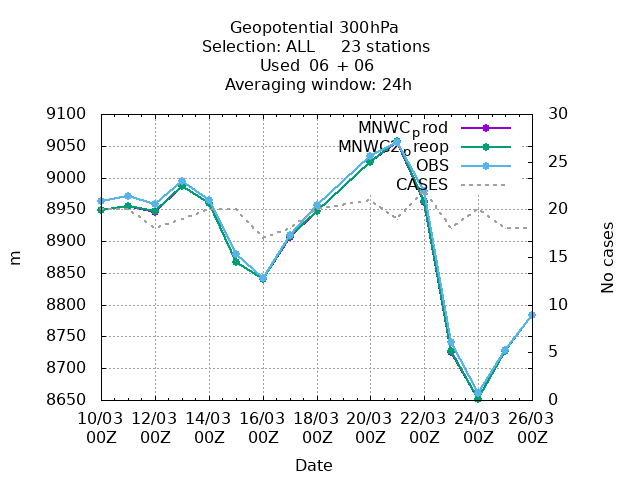 Geopotential 300hPa
Selection: ALL 23 stations
Used 06 + 06
Averaging window: 24h
9100
9050
9000
8950
8900
8850
8800
8750
8700
8650
m
30
25
20
15
10
5
0
No cases
MNWCprod
MNWC2preop
OBS
CASES
10/03 12/03 14/03 16/03 18/03 20/03 22/03 24/03 26/03
00Z 00Z 00Z 00Z 00Z 00Z 00Z 00Z 00Z
Date